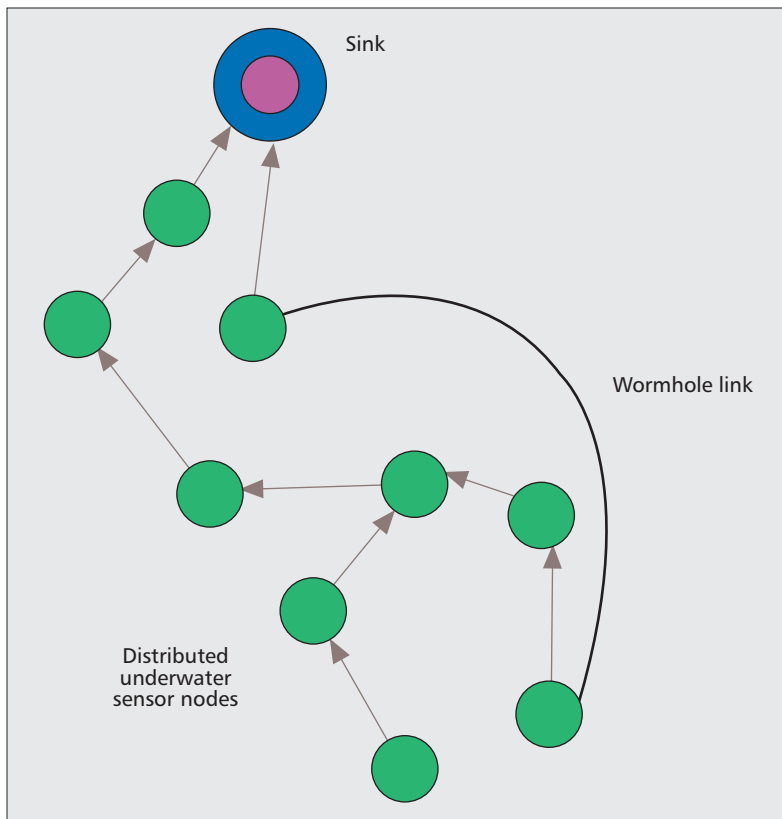 Sink
Wormhole link
Distributed
underwater
sensor nodes